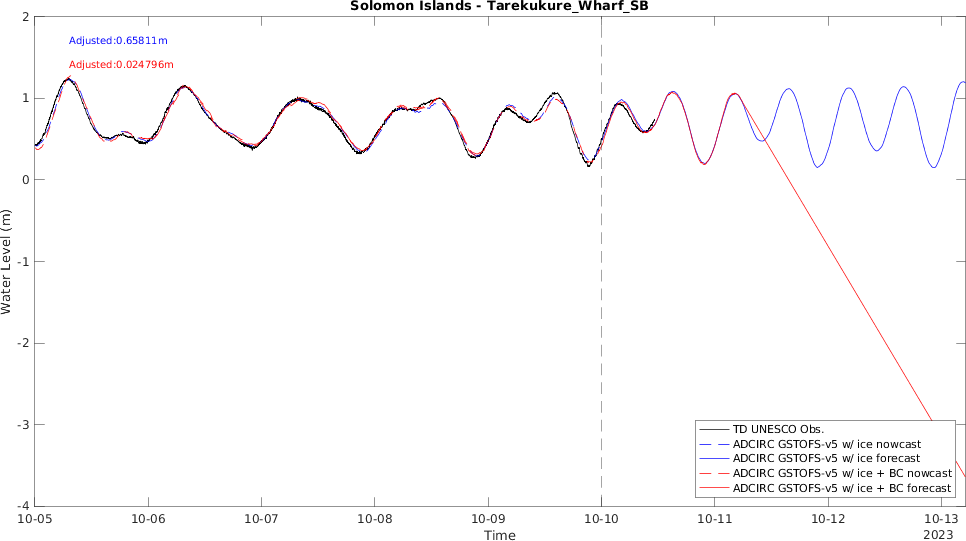 Solomon Islands - Tarekukure_Wharf_SB
Adjusted:0.65811m
Adjusted:0.024796m
Water Level (m)
2
1
0
-1
-2
-3
-4
10-05
10-06
10-07
10-08
10-09
10-10
10-11
10-12
10-13
2023
Time
TD UNESCO Obs.
ADCIRC GSTOFS-v5 w/ ice nowcast
ADCIRC GSTOFS-v5 w/ ice forecast
ADCIRC GSTOFS-v5 w/ ice + BC nowcast
ADCIRC GSTOFS-v5 w/ ice + BC forecast